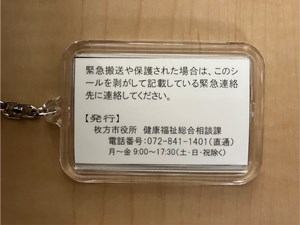 緊急搬送や保護された場合は、このシ
ールを剥がして記載している緊急連絡
先に連絡してください。
【発行】
枚方市役所 健康福祉総合相談課
電話番号:072-841-1401(直通)
月～金 9:00～17:30(土・日・祝除く)